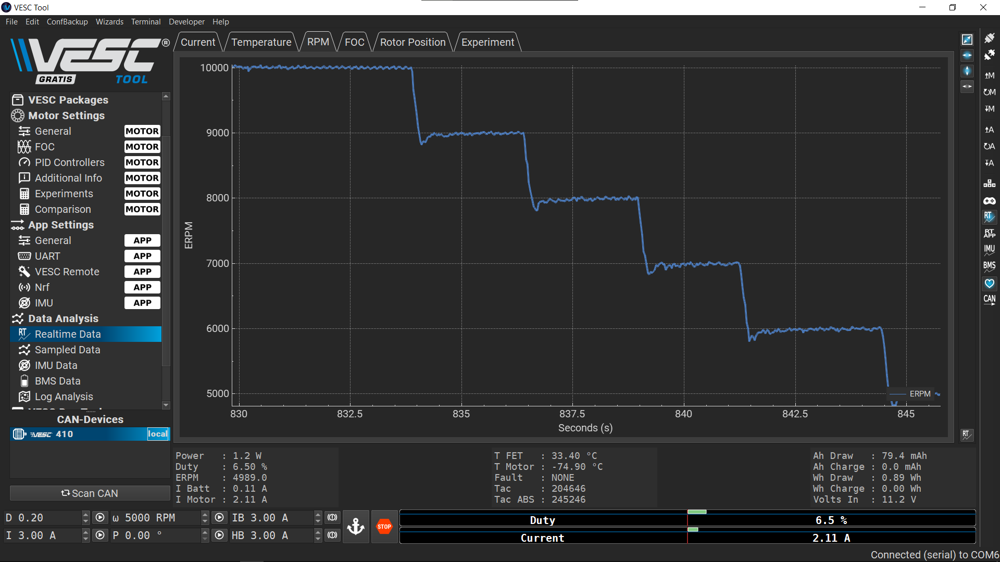 VESC Tool
File Edit ConfBackup Wizards Terminal Developer Help
VESC®
GRATIS TOOL
VESC Packages
Motor Settings
General MOTOR
FOC MOTOR
PID Controllers MOTOR
Additional Info MOTOR
Experiments MOTOR
Comparison MOTOR
App Settings
General APP
UART APP
VESC Remote APP
Nrf APP
IMU APP
Data Analysis
RT Realtime Data
Sampled Data
IMU Data
BMS Data
Log Analysis
CAN-Devices
VESC 410 local
Scan CAN
Current Temperature RPM FOC Rotor Position Experiment
10000
9000
8000
7000
6000
5000
ERPM
830 832.5 835 837.5 840 842.5 845
Seconds (s)
ERPM
RT
M
M
M
A
A
A
RT
RT
APP
IMU
BMS
CAN
Power : 1.2 W
Duty : 6.50 %
ERPM : 4989.0
I Batt : 0.11 A
I Motor : 2.11 A
T FET : 33.40 °C
T Motor : -74.90 °C
Fault : NONE
Tac : 204646
Tac ABS : 245246
Ah Draw : 79.4 mAh
Ah Charge : 0.0 mAh
Wh Draw : 0.89 Wh
Wh Charge : 0.00 Wh
Volts In : 11.2 V
D 0.20 ω 5000 RPM IB 3.00 A
I 3.00 A P 0.00 ° HB 3.00 A
STOP
Duty 6.5 %
Current 2.11 A
Connected (serial) to COM6